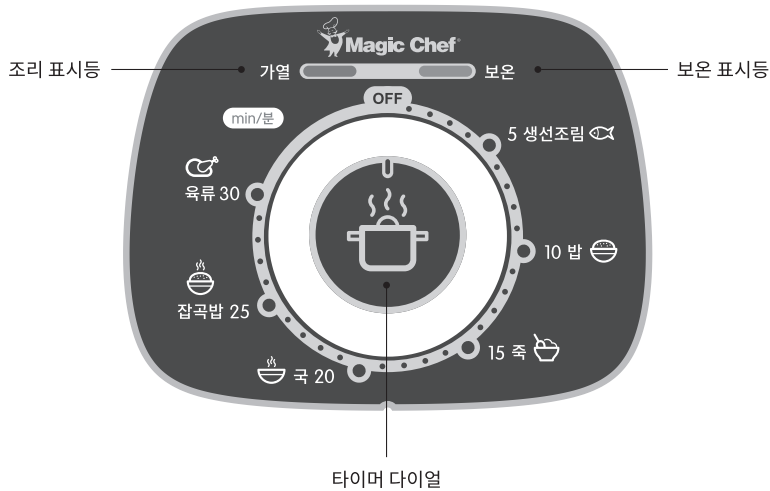 Magic Chef
조리 표시등
가열
보온
보온 표시등
OFF
min/분
5 생선조림
육류 30
10 밥
잡곡밥 25
15 죽
국 20
타이머 다이얼